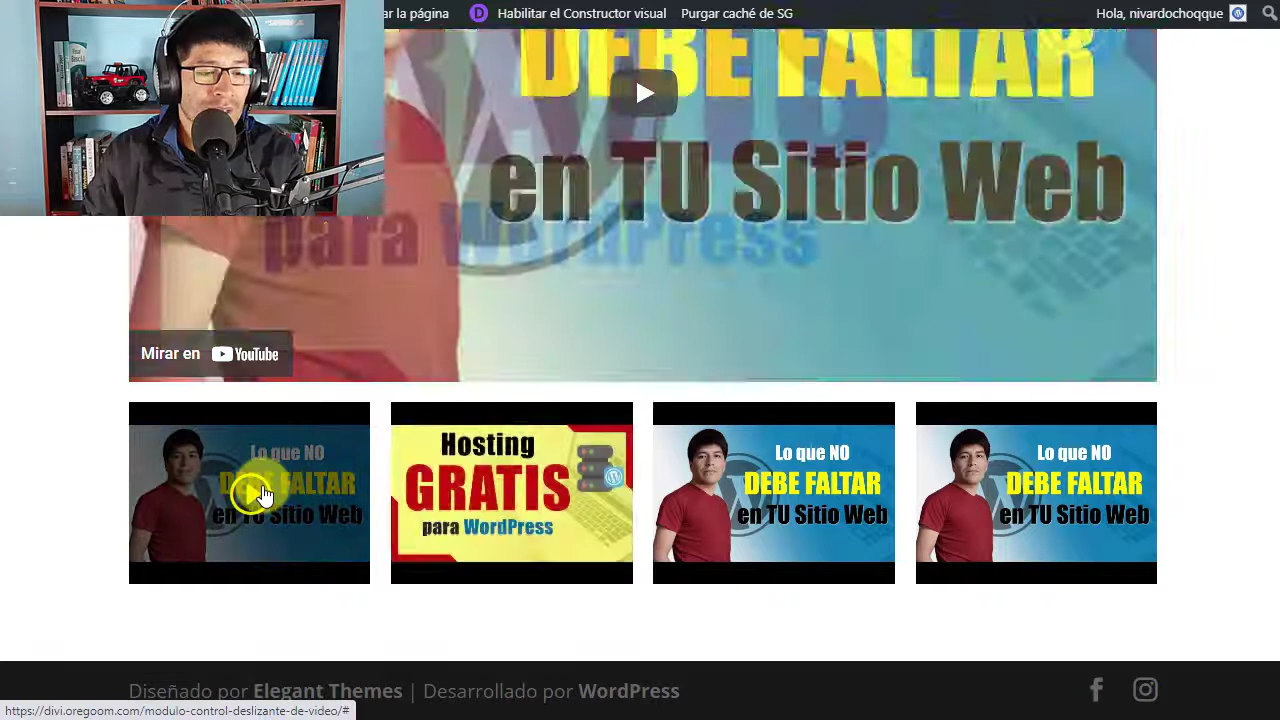 ar la página
Habilitar el Constructor visual
Purgar caché de SG
Hola, nivardochoqque
DEBE FALTAR
en TU Sitio Web
para WordPress
Mirar en YouTube
Lo que NO
DEBE FALTAR
en TU Sitio Web
Hosting
GRATIS
para WordPress
Lo que NO
DEBE FALTAR
en TU Sitio Web
Lo que NO
DEBE FALTAR
en TU Sitio Web
Diseñado por Elegant Themes | Desarrollado por WordPress
https://divi.oregoom.com/modulo-control-deslizante-de-video/#